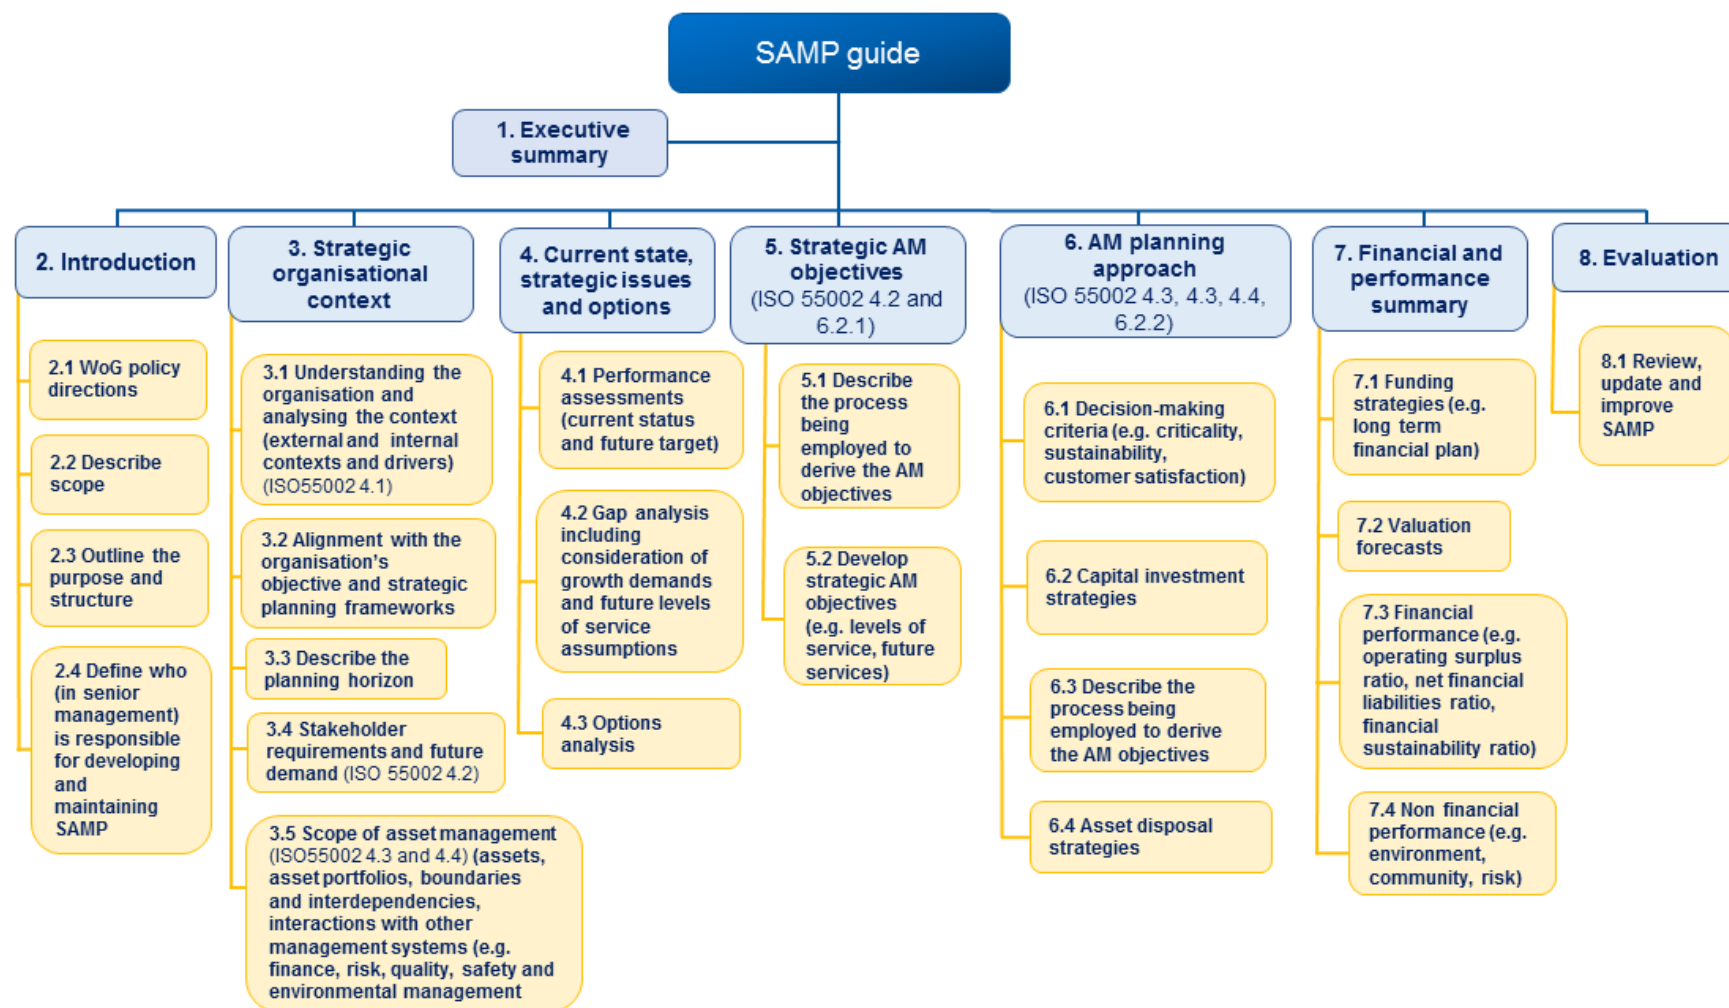 SAMP guide
1. Executive
summary
2. Introduction
2.1 WoG policy
directions
2.2 Describe
scope
2.3 Outline the
purpose and
structure
2.4 Define who
(in senior
management)
is responsible
for developing
and
maintaining
SAMP
3. Strategic
organisational
context
3.1 Understanding the
organisation and
analysing the context
(external and internal
contexts and drivers)
(ISO55002 4.1)
3.2 Alignment with the
organisation's
objective and strategic
planning frameworks
3.3 Describe the
planning horizon
3.4 Stakeholder
requirements and future
demand (ISO 55002 4.2)
3.5 Scope of asset management
(ISO55002 4.3 and 4.4) (assets,
asset portfolios, boundaries
and interdependencies,
interactions with other
management systems (e.g.
finance, risk, quality, safety and
environmental management
4. Current state,
strategic issues
and options
4.1 Performance
assessments
(current status
and future target)
4.2 Gap analysis
including
consideration of
growth demands
and future levels
of service
assumptions
4.3 Options
analysis
5. Strategic AM
objectives
(ISO 55002 4.2 and
6.2.1)
5.1 Describe
the process
being
employed to
derive the AM
objectives
5.2 Develop
strategic AM
objectives
(e.g. levels of
service, future
services)
6. AM planning
approach
(ISO 55002 4.3, 4.3, 4.4,
6.2.2)
6.1 Decision-making
criteria (e.g. criticality,
sustainability,
customer satisfaction)
6.2 Capital investment
strategies
6.3 Describe the
process being
employed to derive
the AM objectives
6.4 Asset disposal
strategies
7. Financial and
performance
summary
7.1 Funding
strategies (e.g.
long term
financial plan)
7.2 Valuation
forecasts
7.3 Financial
performance (e.g.
operating surplus
ratio, net financial
liabilities ratio,
financial
sustainability ratio)
7.4 Non financial
performance (e.g.
environment,
community, risk)
8. Evaluation
8.1 Review,
update and
improve
SAMP